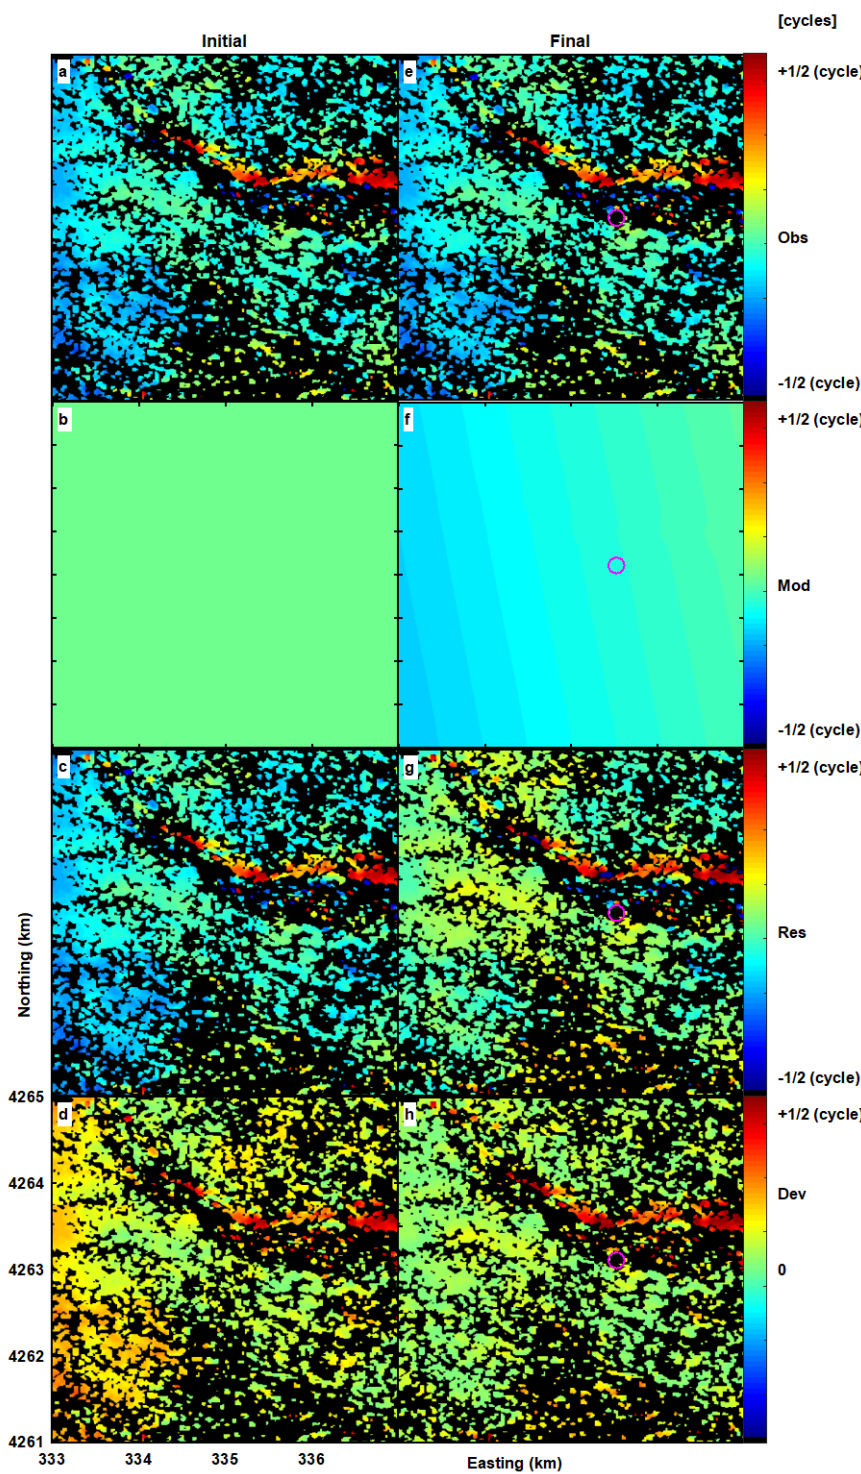 [cycles]
Initial Final
a e +1/2 (cycle)
Obs
-1/2 (cycle)
b f +1/2 (cycle)
Mod
-1/2 (cycle)
c g +1/2 (cycle)
Res
-1/2 (cycle)
Northing (km)
4265
d h +1/2 (cycle)
4264 Dev
4263 0
4262
4261
333 334 335 336 Easting (km)